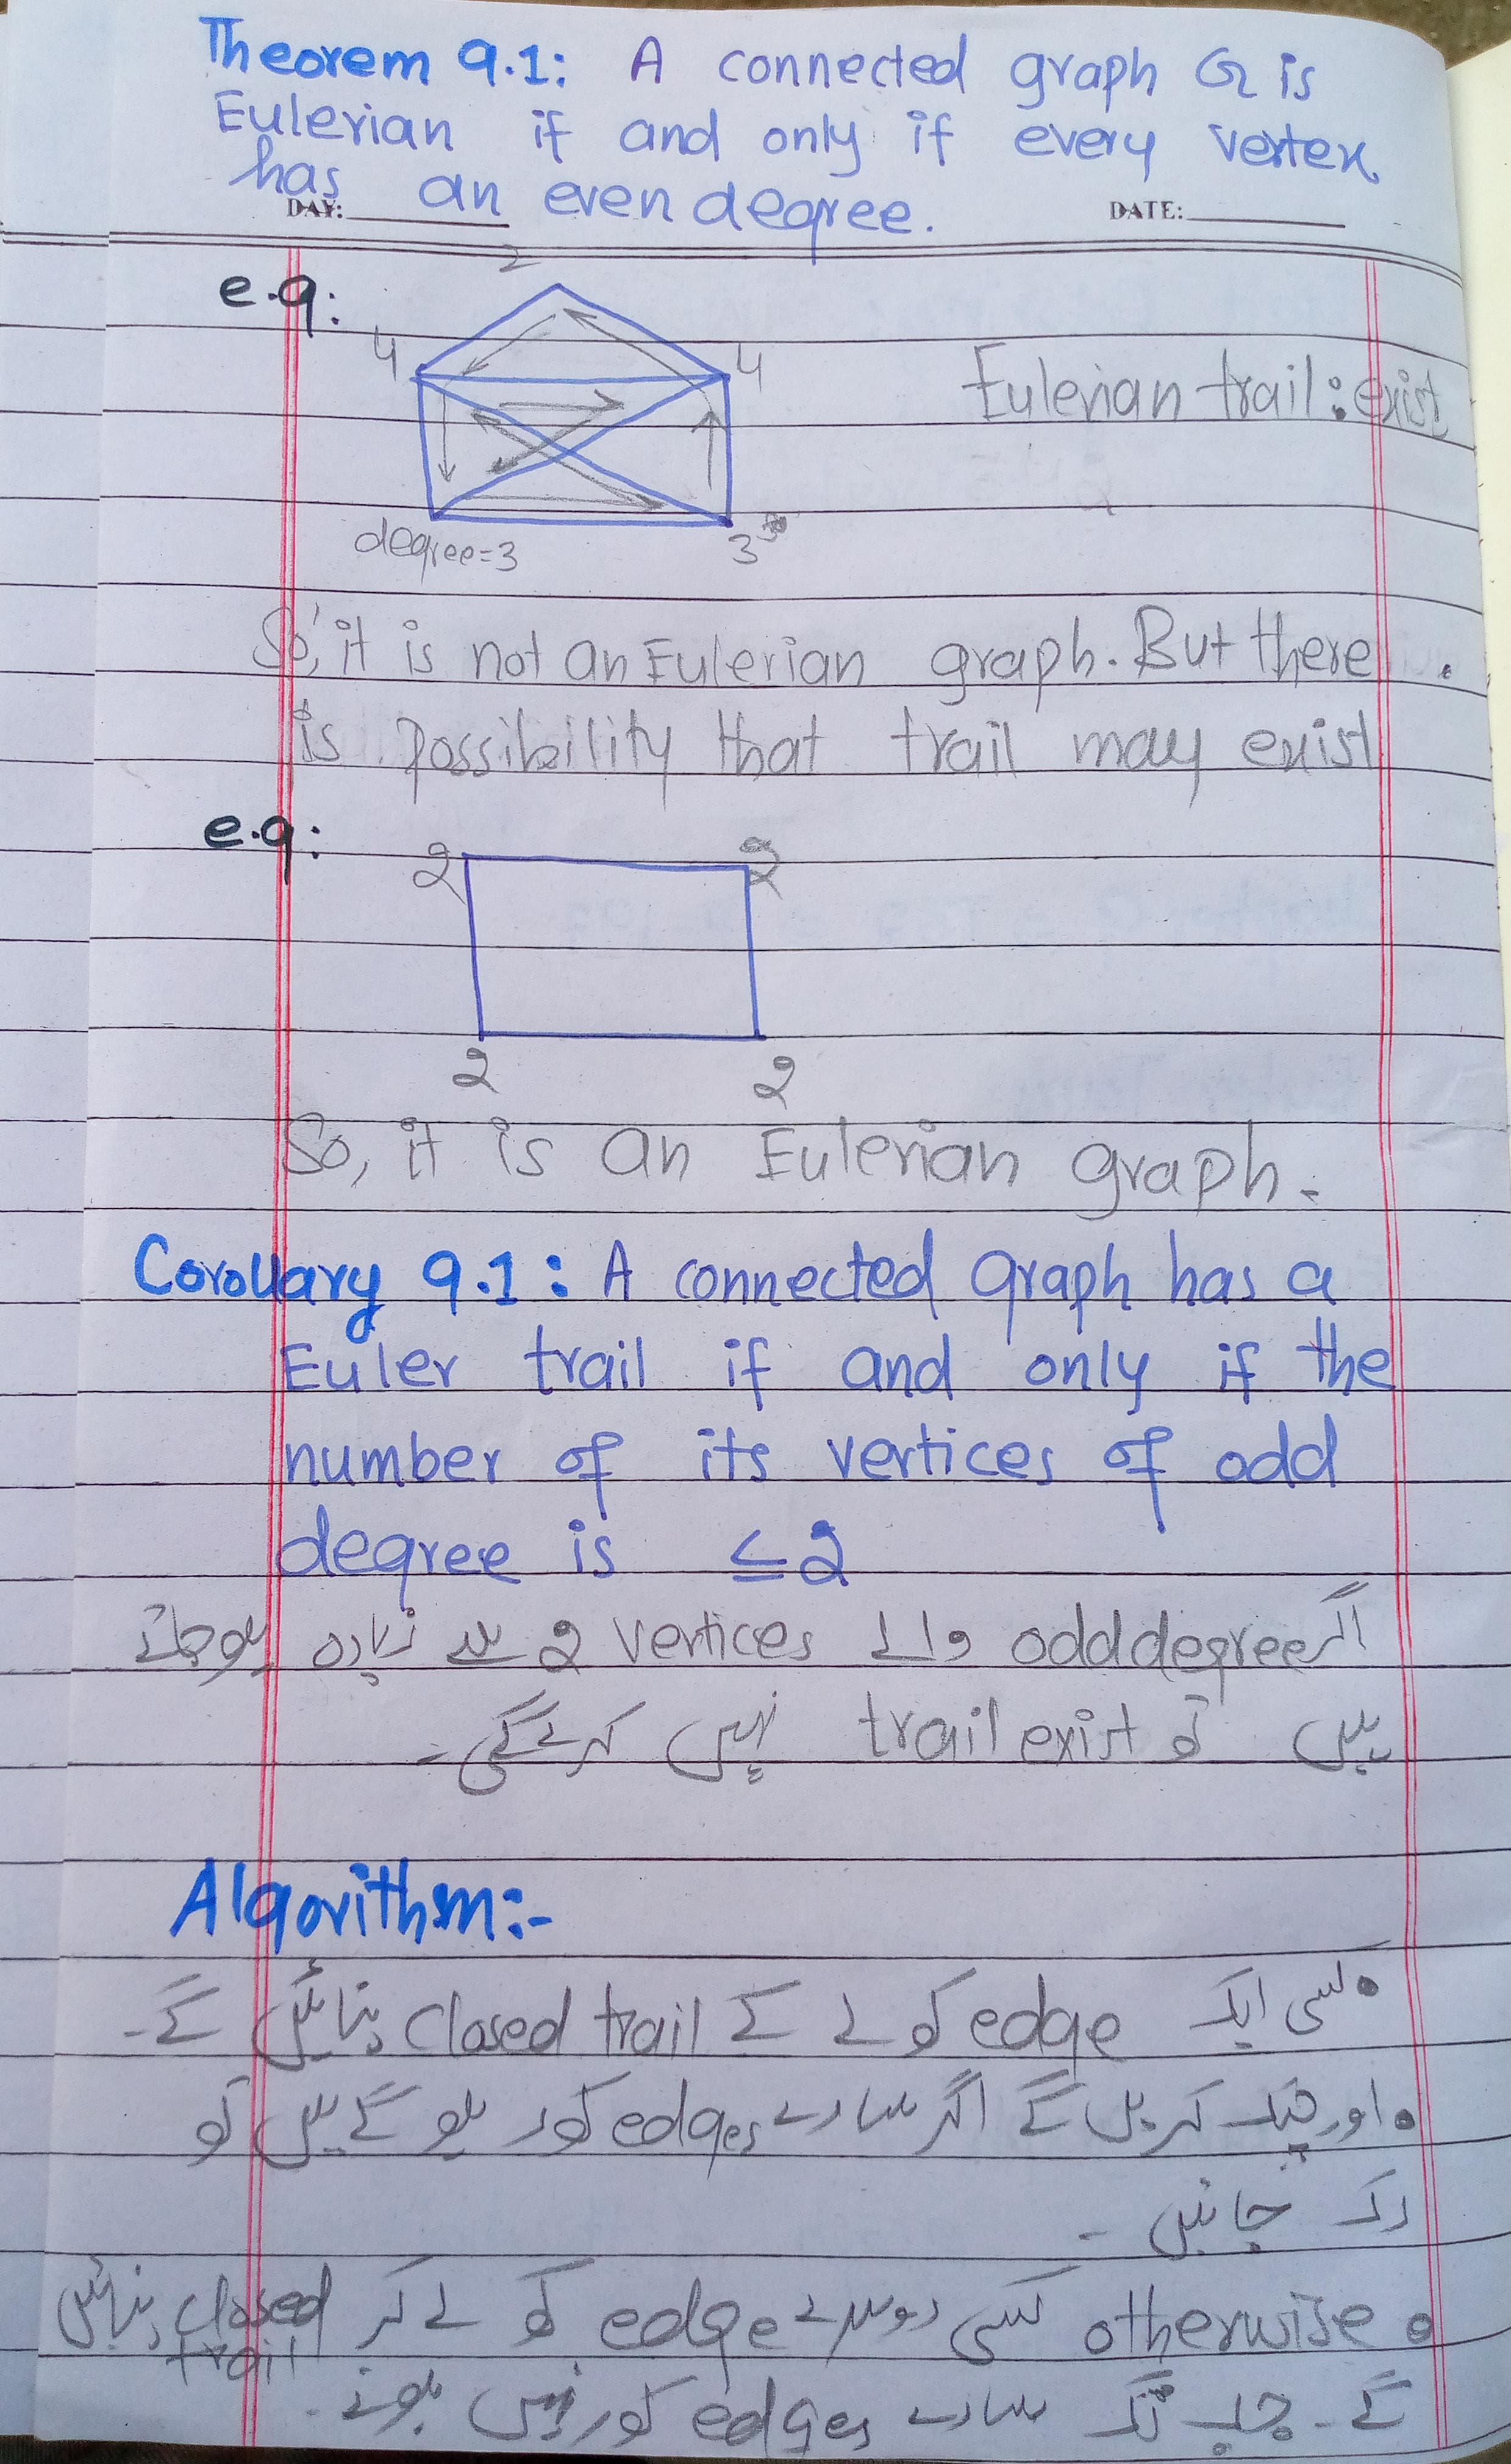 Theorem 9.1: A connected graph G is
Eulerian if and only if every vertex
has an even degree.
DAY: DATE:
e.g:
2
4 4
Eulerian trail: exist
degree=3 3
So, it is not an Eulerian graph. But there
is possibility that trail may exist
e.g:
2 2
2 2
So, it is an Eulerian graph.
Corollary 9.1: A connected graph has a
Euler trail if and only if the
number of its vertices of odd
degree is ≤2
اگر odd degree والے vertices 2 سے زیادہ ہو جاتے
ہیں تو trail exist نہیں کرے گی۔
Algorithm:-
• کسی ایک edge کو لے کے closed trail بنائیں گے۔
• اور چیک کریں گے اگر سارے edges کور ہو گے ہیں تو
رک جائیں۔
• otherwise کسی دوسرے edge کو لے کر closed trail بنائیں
گے۔ جب تک سارے edges کور نہیں ہوتے۔